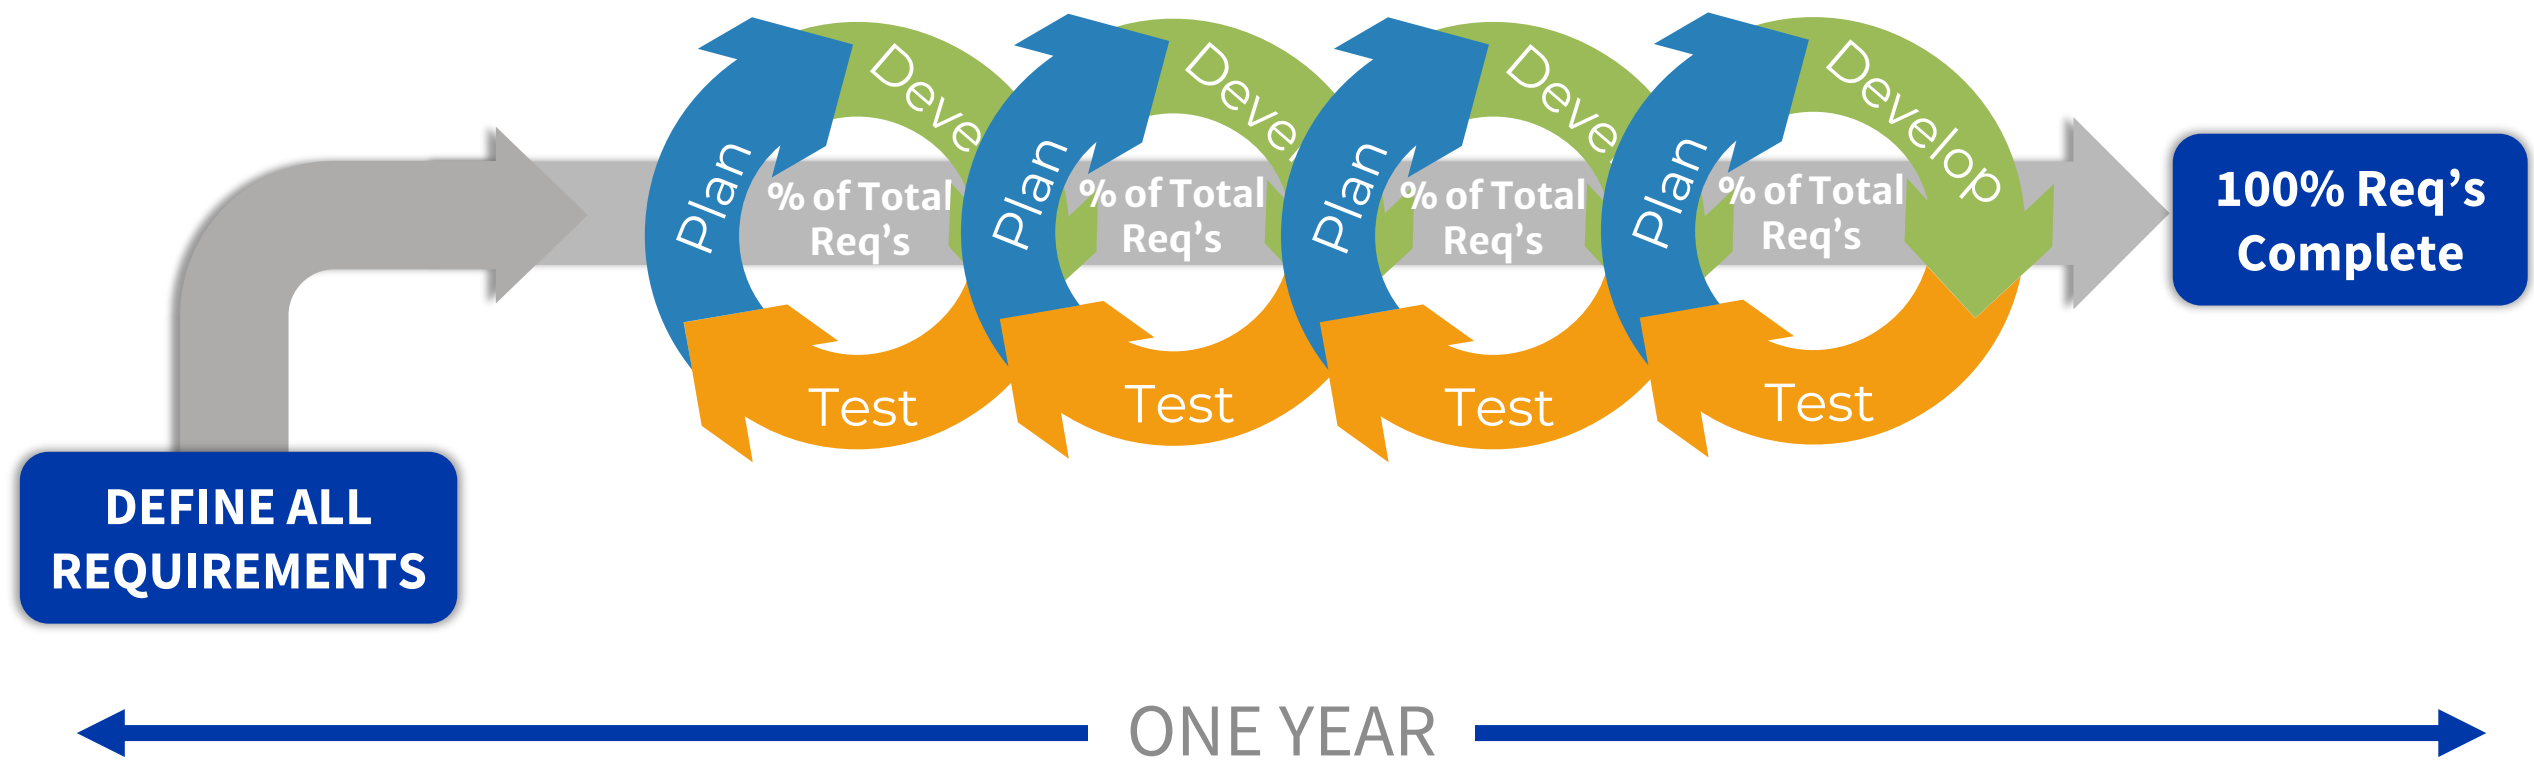 Plan
Deve
% of Total
Req's
Test
Plan
Deve
% of Total
Req's
Test
Plan
Deve
% of Total
Req's
Test
Plan
Develop
% of Total
Req's
Test
100% Req's
Complete
DEFINE ALL
REQUIREMENTS
ONE YEAR